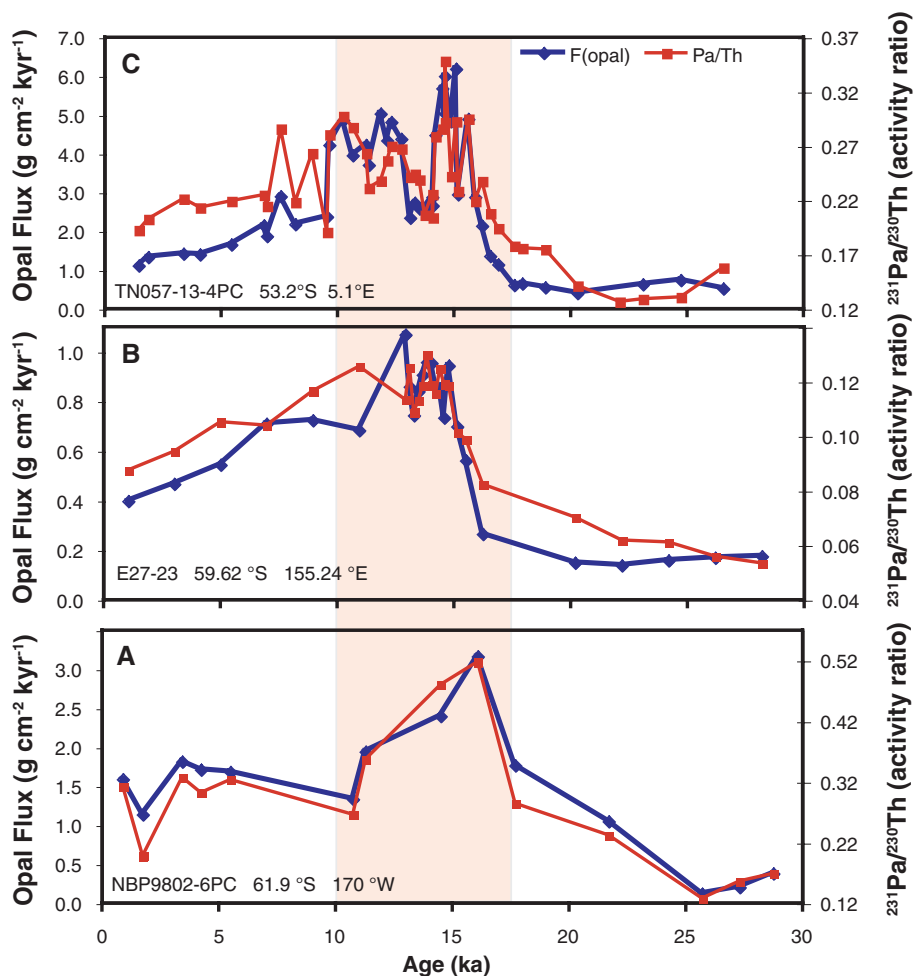 C
F(opal)
Pa/Th
7.0
6.0
5.0
4.0
3.0
2.0
1.0
0.0
Opal Flux (g cm⁻² kyr⁻¹)
0.37
0.32
0.27
0.22
0.17
0.12
²³¹Pa/²³⁰Th (activity ratio)
TN057-13-4PC 53.2°S 5.1°E
B
1.0
0.8
0.6
0.4
0.2
0.0
Opal Flux (g cm⁻² kyr⁻¹)
0.12
0.10
0.08
0.06
0.04
²³¹Pa/²³⁰Th (activity ratio)
E27-23 59.62 °S 155.24 °E
A
3.0
2.5
2.0
1.5
1.0
0.5
0.0
Opal Flux (g cm⁻² kyr⁻¹)
0.52
0.42
0.32
0.22
0.12
²³¹Pa/²³⁰Th (activity ratio)
NBP9802-6PC 61.9 °S 170 °W
0 5 10 15 20 25 30
Age (ka)